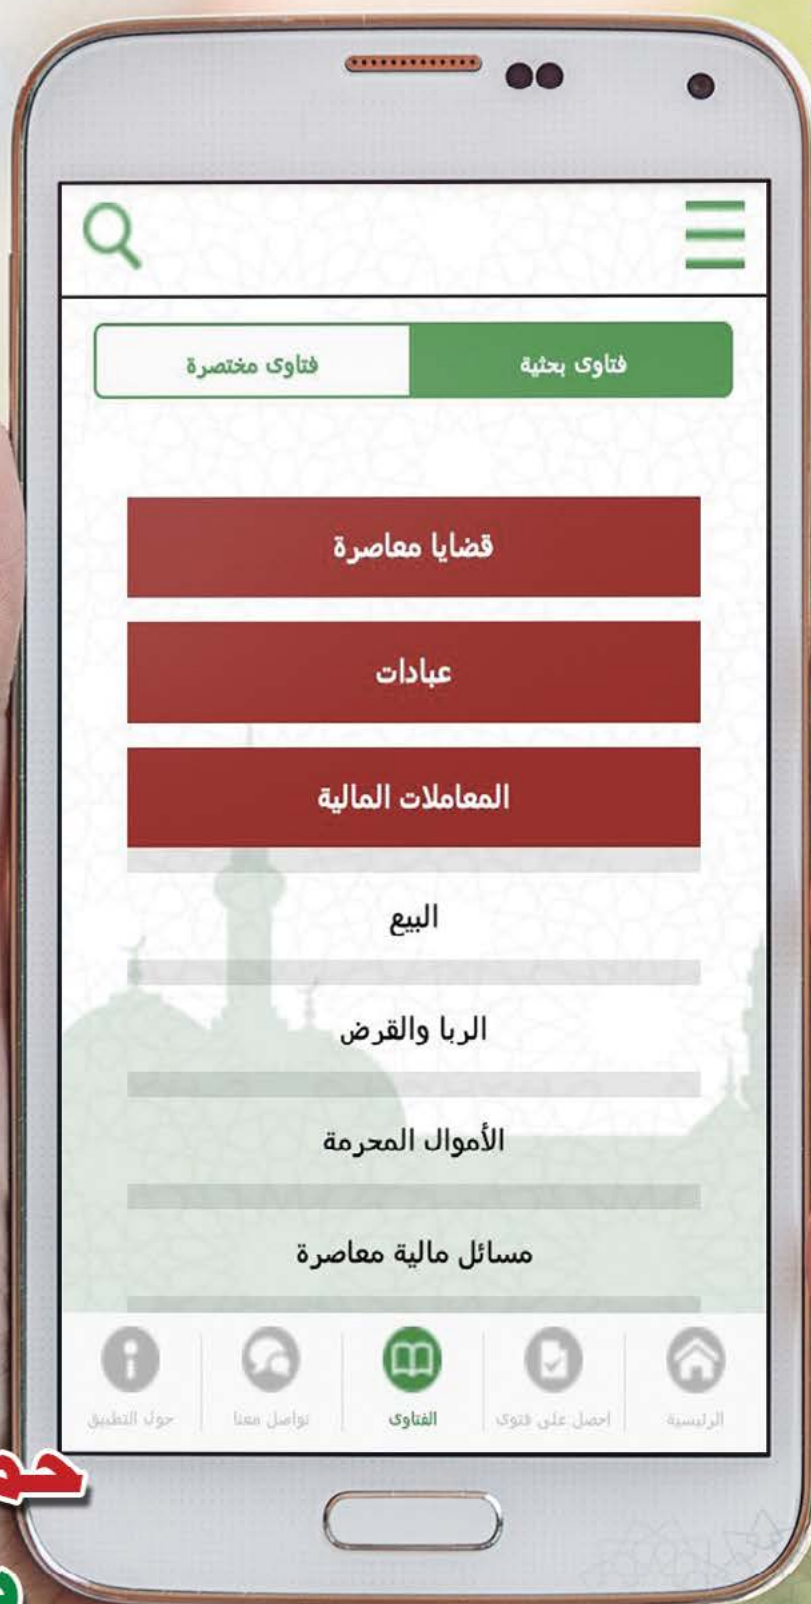 فتاوى بحثية فتاوى مختصرة
قضايا معاصرة
عبادات
المعاملات المالية
البيع
الربا والقرض
الأموال المحرمة
مسائل مالية معاصرة
الرئيسية احصل على فتوى الفتاوى تواصل معنا حول التطبيق